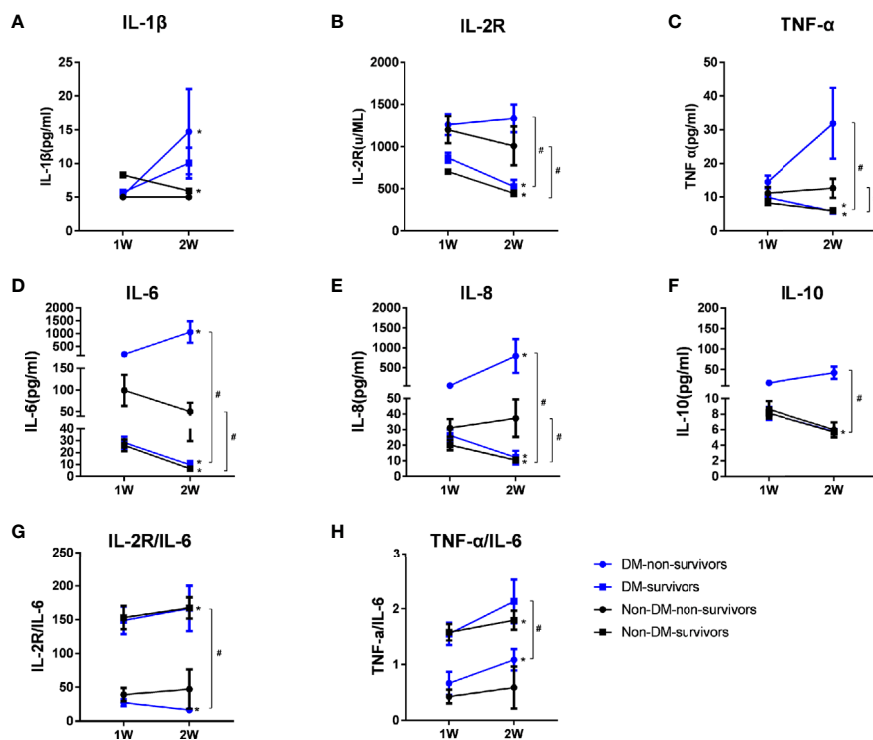 A
IL-1β
IL-1β(pg/ml)
25
20
15
10
5
0
*
*
1W
2W
B
IL-2R
IL-2R(u/ML)
2000
1500
1000
500
0
*
*
#
#
1W
2W
C
TNF-α
TNF α(pg/ml)
50
40
30
20
10
0
*
*
#
1W
2W
D
IL-6
IL-6(pg/ml)
2000
1500
1000
500
150
100
50
40
30
20
10
0
*
*
*
#
#
1W
2W
E
IL-8
IL-8(pg/ml)
2000
1500
1000
500
50
40
30
20
10
0
*
*
*
#
#
1W
2W
F
IL-10
IL-10(pg/ml)
200
150
100
50
8
6
4
2
0
*
#
1W
2W
G
IL-2R/IL-6
IL-2R/IL-6
250
200
150
100
50
0
*
*
#
1W
2W
H
TNF-α/IL-6
TNF-a/IL-6
3
2
1
0
*
*
#
1W
2W
DM-non-survivors
DM-survivors
Non-DM-non-survivors
Non-DM-survivors